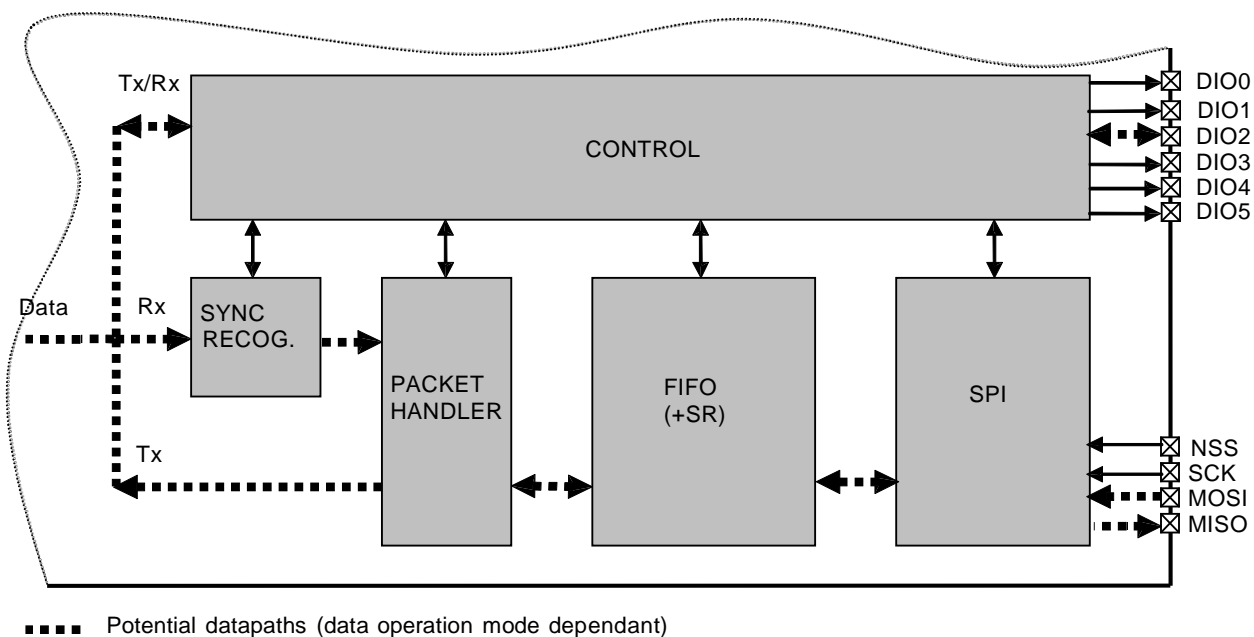 Tx/Rx
CONTROL
DIO0
DIO1
DIO2
DIO3
DIO4
DIO5
Data
Rx
SYNC
RECOG.
PACKET
HANDLER
FIFO
(+SR)
SPI
Tx
NSS
SCK
MOSI
MISO
Potential datapaths (data operation mode dependant)